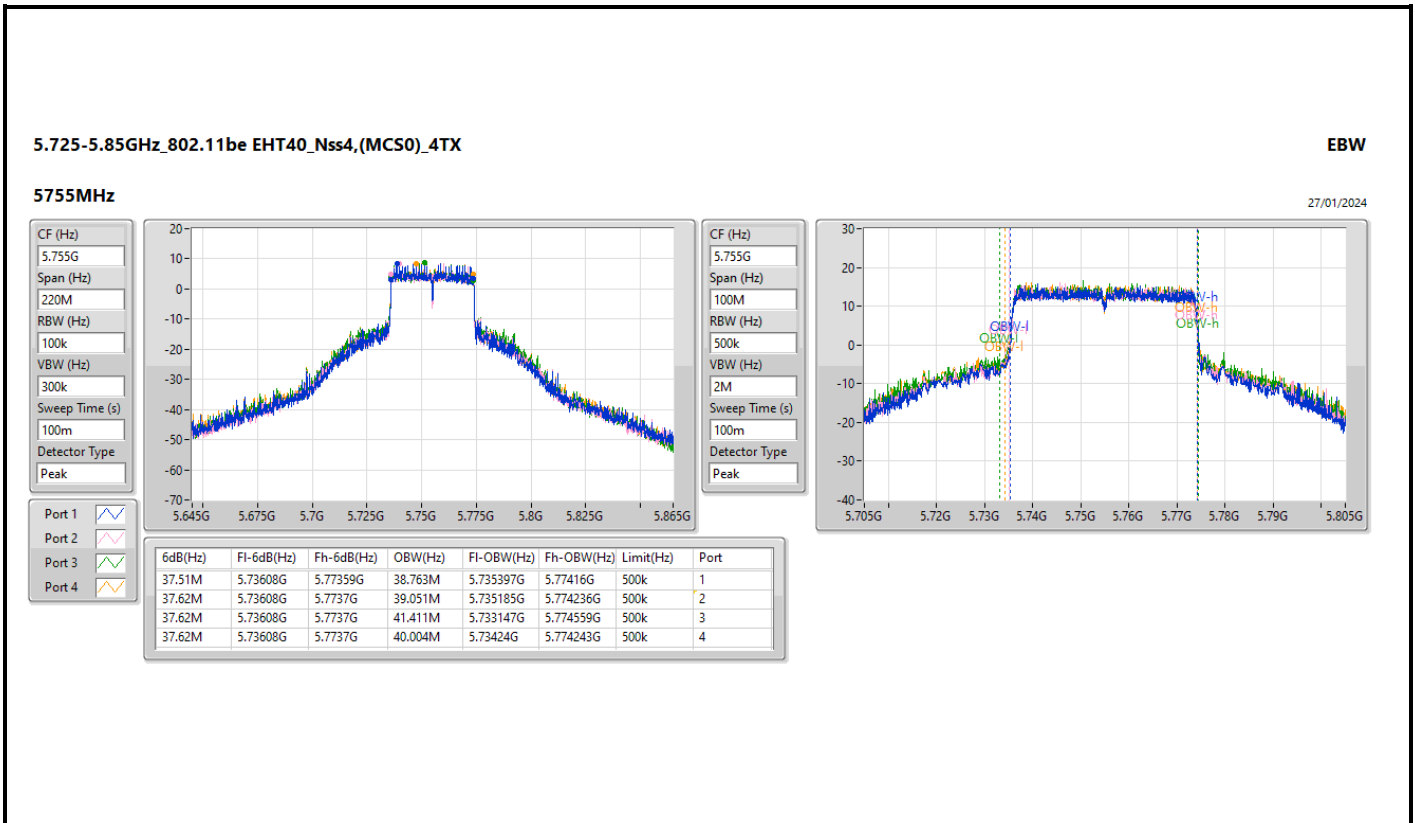 5.725-5.85GHz_802.11be EHT40_Nss4,(MCS0)_4TX
EBW
5755MHz
27/01/2024
CF (Hz)
5.755G
Span (Hz)
220M
RBW (Hz)
100k
VBW (Hz)
300k
Sweep Time (s)
100m
Detector Type
Peak
20
10
0
-10
-20
-30
-40
-50
-60
-70
5.645G 5.675G 5.7G 5.725G 5.75G 5.775G 5.8G 5.825G 5.865G
CF (Hz)
5.755G
Span (Hz)
100M
RBW (Hz)
500k
VBW (Hz)
2M
Sweep Time (s)
100m
Detector Type
Peak
30
20
10
0
-10
-20
-30
-40
OBW-l
OBW-l
OBW-l
V-h
OBW-h
OBW-h
OBW-h
5.705G 5.72G 5.73G 5.74G 5.75G 5.76G 5.77G 5.78G 5.79G 5.805G
Port 1
Port 2
Port 3
Port 4
6dB(Hz) Fl-6dB(Hz) Fh-6dB(Hz) OBW(Hz) Fl-OBW(Hz) Fh-OBW(Hz) Limit(Hz) Port
37.51M 5.73608G 5.77359G 38.763M 5.735397G 5.77416G 500k 1
37.62M 5.73608G 5.7737G 39.051M 5.735185G 5.774236G 500k 2
37.62M 5.73608G 5.7737G 41.411M 5.733147G 5.774559G 500k 3
37.62M 5.73608G 5.7737G 40.004M 5.73424G 5.774243G 500k 4